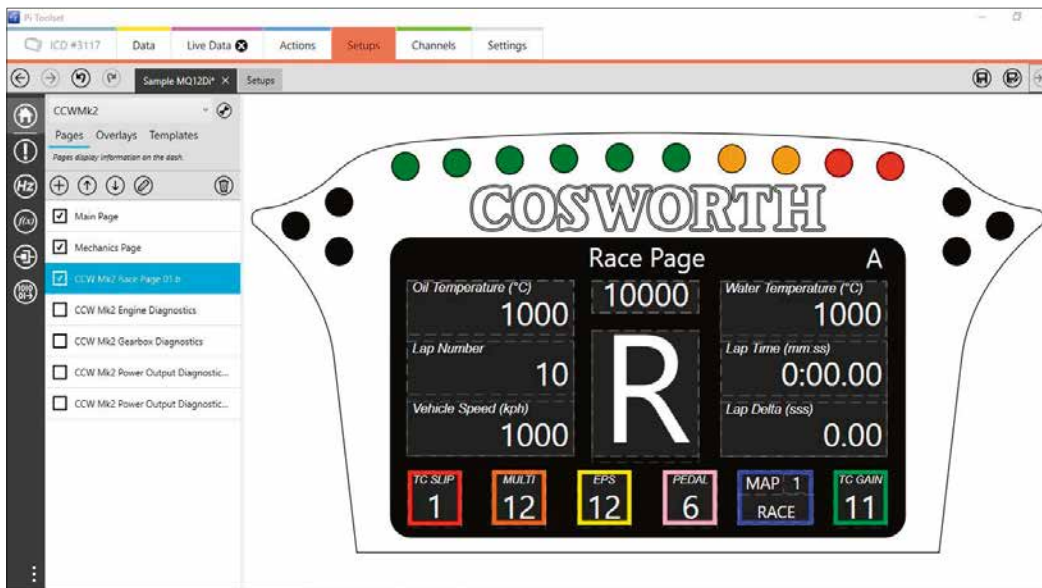 Pi Toolset
ICD #3117 Data Live Data Actions Setups Channels Settings
Sample MQ12Di* × Setups
CCWMk2
Pages Overlays Templates
Pages display information on the dash.
Main Page
Mechanics Page
CCW Mk2 Race Page 01.b
CCW Mk2 Engine Diagnostics
CCW Mk2 Gearbox Diagnostics
CCW Mk2 Power Output Diagnostic...
CCW Mk2 Power Output Diagnostic...
Hz
f(x)
1010
01
COSWORTH
Race Page A
Oil Temperature (°C)
1000
Lap Number
10
Vehicle Speed (kph)
1000
10000
R
Water Temperature (°C)
1000
Lap Time (mm:ss)
0:00.00
Lap Delta (sss)
0.00
TC SLIP
1
MULTI
12
EPS
12
PEDAL
6
MAP 1
RACE
TC GAIN
11